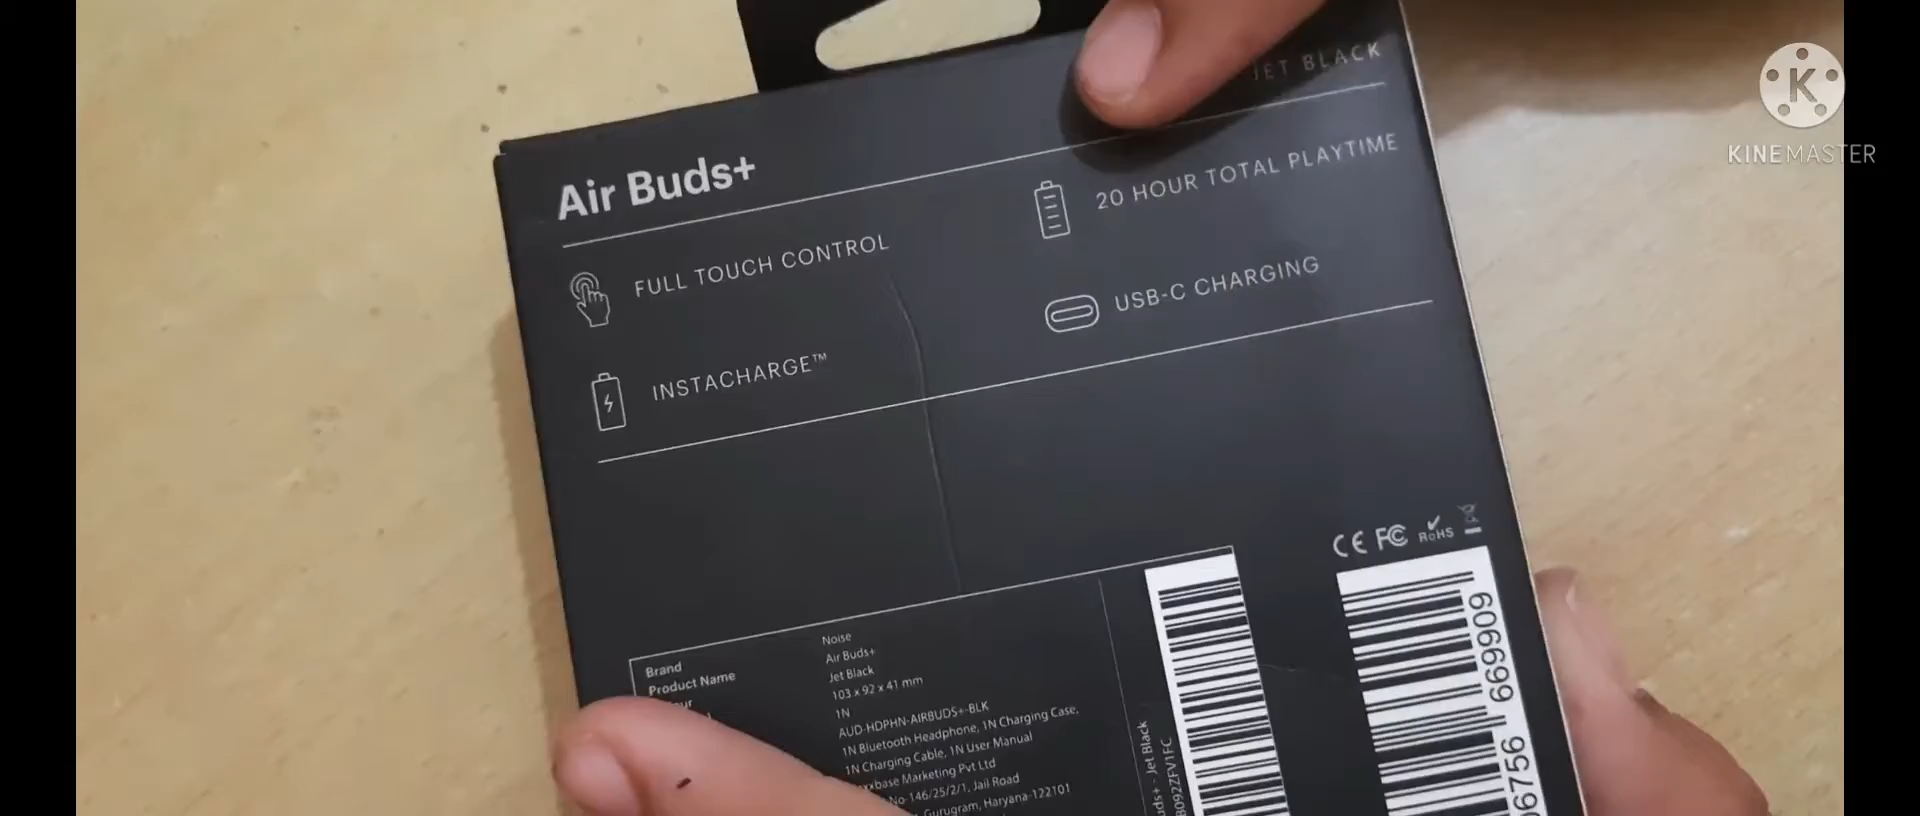 JET BLACK
Air Buds+
FULL TOUCH CONTROL
20 HOUR TOTAL PLAYTIME
INSTACHARGE™
USB-C CHARGING
KINEMASTER
CE FC RoHS
Brand
Noise
Product Name
Air Buds+
Jet Black
103 x 92 x 41 mm
1N
AUD-HDPHN-AIRBUDS+-BLK
1N Bluetooth Headphone, 1N Charging Case,
1N Charging Cable, 1N User Manual
Marketing Pvt Ltd
146/25/2/1, Jail Road
Gurugram, Haryana-122101
- Jet Black
B09ZZFV1FC
669909